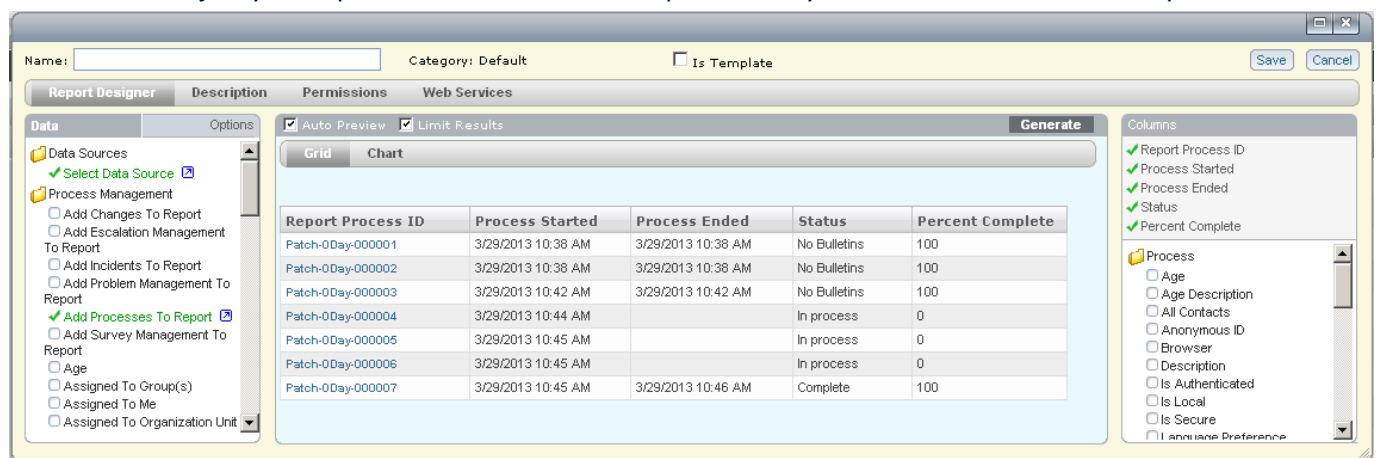 Name:
Category: Default
Is Template
Save
Cancel
Report Designer
Description
Permissions
Web Services
Data
Options
Data Sources
Select Data Source
Process Management
Add Changes To Report
Add Escalation Management
To Report
Add Incidents To Report
Add Problem Management To
Report
Add Processes To Report
Add Survey Management To
Report
Age
Assigned To Group(s)
Assigned To Me
Assigned To Organization Unit
Auto Preview
Limit Results
Generate
Grid
Chart
Report Process ID Process Started Process Ended Status Percent Complete
Patch-0Day-000001 3/29/2013 10:38 AM 3/29/2013 10:38 AM No Bulletins 100
Patch-0Day-000002 3/29/2013 10:38 AM 3/29/2013 10:38 AM No Bulletins 100
Patch-0Day-000003 3/29/2013 10:42 AM 3/29/2013 10:42 AM No Bulletins 100
Patch-0Day-000004 3/29/2013 10:44 AM In process 0
Patch-0Day-000005 3/29/2013 10:45 AM In process 0
Patch-0Day-000006 3/29/2013 10:45 AM In process 0
Patch-0Day-000007 3/29/2013 10:45 AM 3/29/2013 10:46 AM Complete 100
Columns
Report Process ID
Process Started
Process Ended
Status
Percent Complete
Process
Age
Age Description
All Contacts
Anonymous ID
Browser
Description
Is Authenticated
Is Local
Is Secure
Language Preference